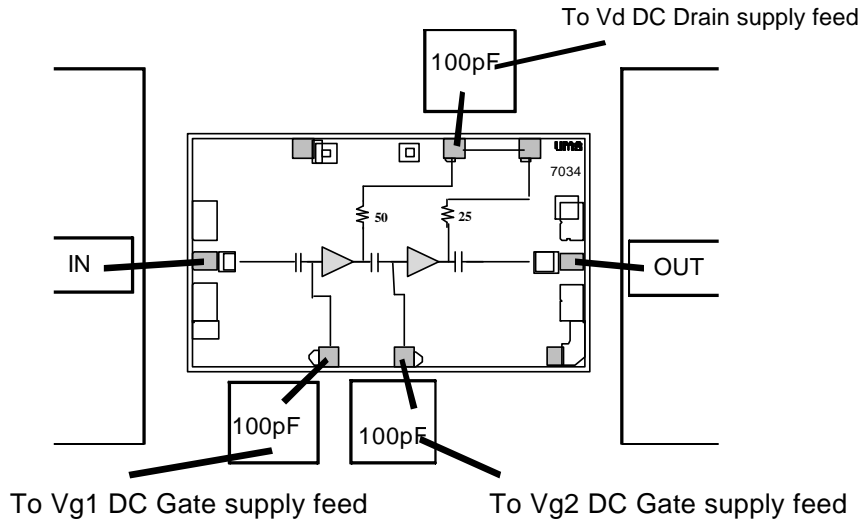 To Vd DC Drain supply feed
100pF
ums
7034
50
25
IN
OUT
100pF
100pF
To Vg1 DC Gate supply feed
To Vg2 DC Gate supply feed